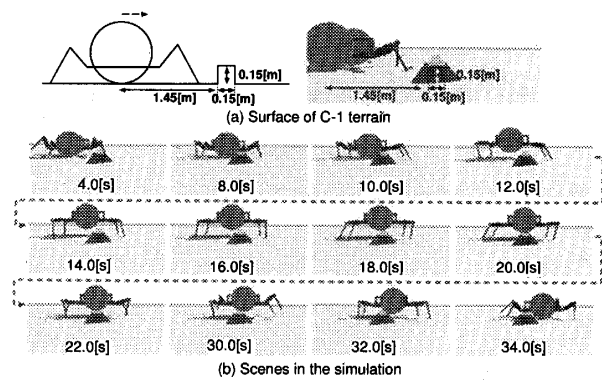 0.15[m]
0.15[m]
1.45[m]
0.15[m]
1.45[m]
0.15[m]
(a) Surface of C-1 terrain
4.0[s]
8.0[s]
10.0[s]
12.0[s]
14.0[s]
16.0[s]
18.0[s]
20.0[s]
22.0[s]
30.0[s]
32.0[s]
34.0[s]
(b) Scenes in the simulation